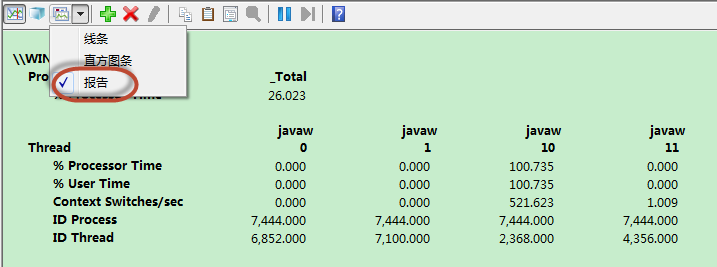 线条
直方图条
报告
\\WIN
Pro _Total
% Processor Time 26.023
javaw javaw javaw javaw
Thread 0 1 10 11
% Processor Time 0.000 0.000 100.735 0.000
% User Time 0.000 0.000 100.735 0.000
Context Switches/sec 0.000 0.000 521.623 1.009
ID Process 7,444.000 7,444.000 7,444.000 7,444.000
ID Thread 6,852.000 7,100.000 2,368.000 4,356.000